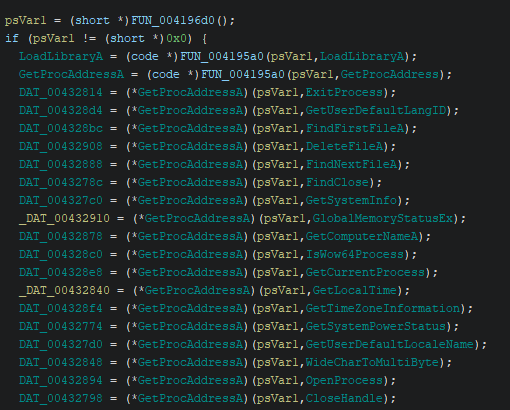 psVar1 = (short *)FUN_004196d0();
if (psVar1 != (short *)0x0) {
LoadLibraryA = (code *)FUN_004195a0(psVar1,LoadLibraryA);
GetProcAddressA = (code *)FUN_004195a0(psVar1,GetProcAddress);
DAT_00432814 = (*GetProcAddressA)(psVar1,ExitProcess);
DAT_004328d4 = (*GetProcAddressA)(psVar1,GetUserDefaultLangID);
DAT_004328bc = (*GetProcAddressA)(psVar1,FindFirstFileA);
DAT_00432908 = (*GetProcAddressA)(psVar1,DeleteFileA);
DAT_00432888 = (*GetProcAddressA)(psVar1,FindNextFileA);
DAT_0043278c = (*GetProcAddressA)(psVar1,FindClose);
DAT_004327c0 = (*GetProcAddressA)(psVar1,GetSystemInfo);
_DAT_00432910 = (*GetProcAddressA)(psVar1,GlobalMemoryStatusEx);
DAT_00432878 = (*GetProcAddressA)(psVar1,GetComputerNameA);
DAT_004328c0 = (*GetProcAddressA)(psVar1,IsWow64Process);
DAT_004328e8 = (*GetProcAddressA)(psVar1,GetCurrentProcess);
_DAT_00432840 = (*GetProcAddressA)(psVar1,GetLocalTime);
DAT_004328f4 = (*GetProcAddressA)(psVar1,GetTimeZoneInformation);
DAT_00432774 = (*GetProcAddressA)(psVar1,GetSystemPowerStatus);
DAT_004327d0 = (*GetProcAddressA)(psVar1,GetUserDefaultLocaleName);
DAT_00432848 = (*GetProcAddressA)(psVar1,WideCharToMultiByte);
DAT_00432894 = (*GetProcAddressA)(psVar1,OpenProcess);
DAT_00432798 = (*GetProcAddressA)(psVar1,CloseHandle);